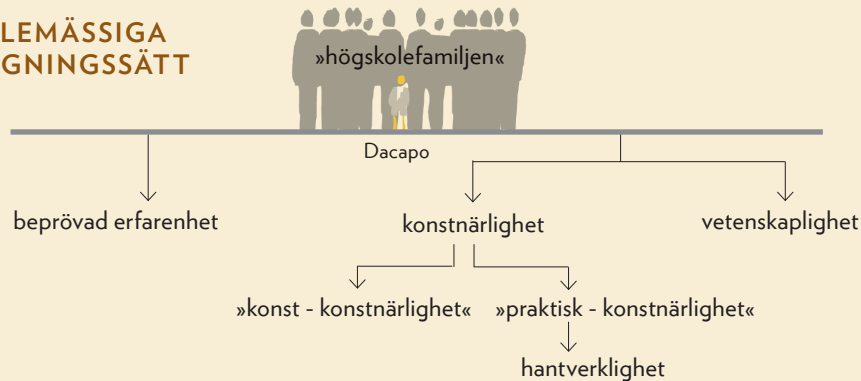 LEMÄSSIGA
GNINGSSÄTT
»högskolefamiljen«
Dacapo
beprövad erfarenhet
konstnärlighet
vetenskaplighet
»konst - konstnärlighet«
»praktisk - konstnärlighet«
hantverklighet